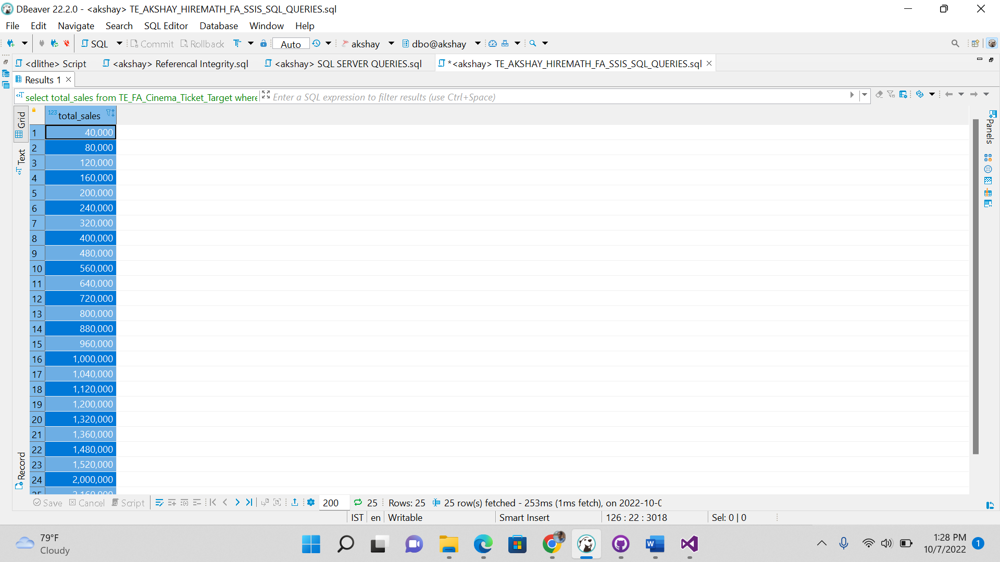 DBeaver 22.2.0 - <akshay> TE_AKSHAY_HIREMATH_FA_SSIS_SQL_QUERIES.sql
File Edit Navigate Search SQL Editor Database Window Help
SQL Commit Rollback Auto akshay dbo@akshay
<dlithe> Script <akshay> Referencal Integrity.sql <akshay> SQL SERVER QUERIES.sql *<akshay> TE_AKSHAY_HIREMATH_FA_SSIS_SQL_QUERIES.sql
Results 1
select total_sales from TE_FA_Cinema_Ticket_Target where Enter a SQL expression to filter results (use Ctrl+Space)
Grid
Text
Record
Panels
123 total_sales
1 40,000
2 80,000
3 120,000
4 160,000
5 200,000
6 240,000
7 320,000
8 400,000
9 480,000
10 560,000
11 640,000
12 720,000
13 800,000
14 880,000
15 960,000
16 1,000,000
17 1,040,000
18 1,120,000
19 1,200,000
20 1,320,000
21 1,360,000
22 1,480,000
23 1,520,000
24 2,000,000
25 2,160,000
Save Cancel Script 200 25 Rows: 25 25 row(s) fetched - 253ms (1ms fetch), on 2022-10-0
IST en Writable Smart Insert 126 : 22 : 3018 Sel: 0 | 0
79°F
Cloudy
1:28 PM
10/7/2022
1